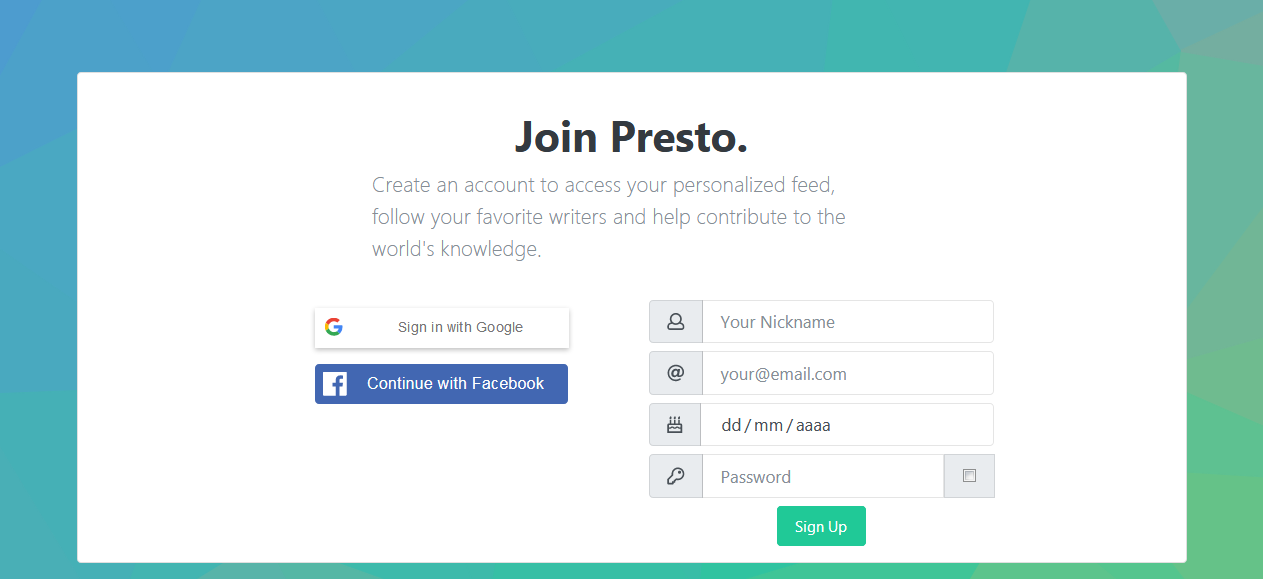 Join Presto.
Create an account to access your personalized feed,
follow your favorite writers and help contribute to the
world's knowledge.
Sign in with Google
Continue with Facebook
Your Nickname
@
your@email.com
dd / mm / aaaa
Password
Sign Up